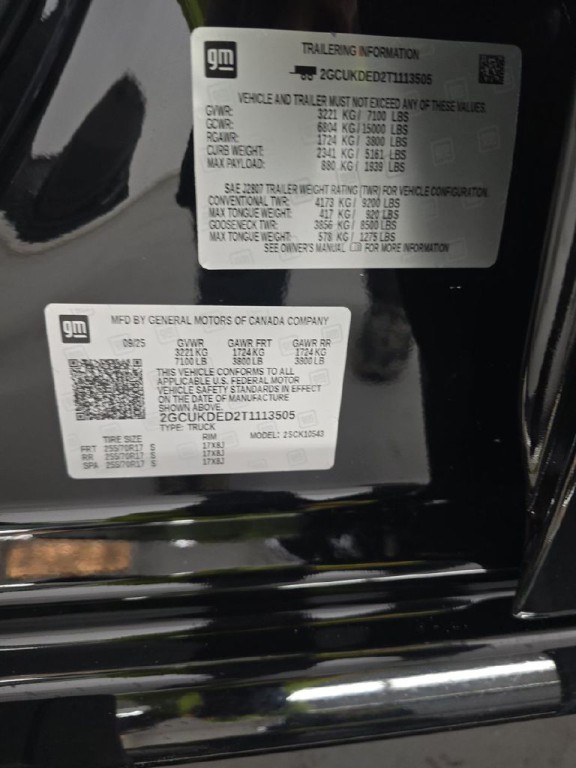 gm
TRAILERING INFORMATION
2GCUKDED2T1113505
VEHICLE AND TRAILER MUST NOT EXCEED ANY OF THESE VALUES.
GVWR: 3221 KG / 7100 LBS
GCWR: 6804 KG / 15000 LBS
RGAWR: 1724 KG / 3800 LBS
CURB WEIGHT: 2341 KG / 5161 LBS
MAX PAYLOAD: 880 KG / 1939 LBS
SAE J2807 TRAILER WEIGHT RATING (TWR) FOR VEHICLE CONFIGURATION.
CONVENTIONAL TWR: 4173 KG / 9200 LBS
MAX TONGUE WEIGHT: 417 KG / 920 LBS
GOOSENECK TWR: 3856 KG / 8500 LBS
MAX TONGUE WEIGHT: 578 KG / 1275 LBS
SEE OWNER'S MANUAL FOR MORE INFORMATION
gm
MFD BY GENERAL MOTORS OF CANADA COMPANY
09/25 GVWR GAWR FRT GAWR RR
3221 KG 1724 KG 1724 KG
7100 LB 3800 LB 3800 LB
THIS VEHICLE CONFORMS TO ALL
APPLICABLE U.S. FEDERAL MOTOR
VEHICLE SAFETY STANDARDS IN EFFECT
ON THE DATE OF MANUFACTURE
SHOWN ABOVE.
2GCUKDED2T1113505
TYPE: TRUCK MODEL: 2SCK10543
TIRE SIZE RIM
FRT 255/70R17 S 17X8J
RR 255/70R17 S 17X8J
SPA 255/70R17 S 17X8J